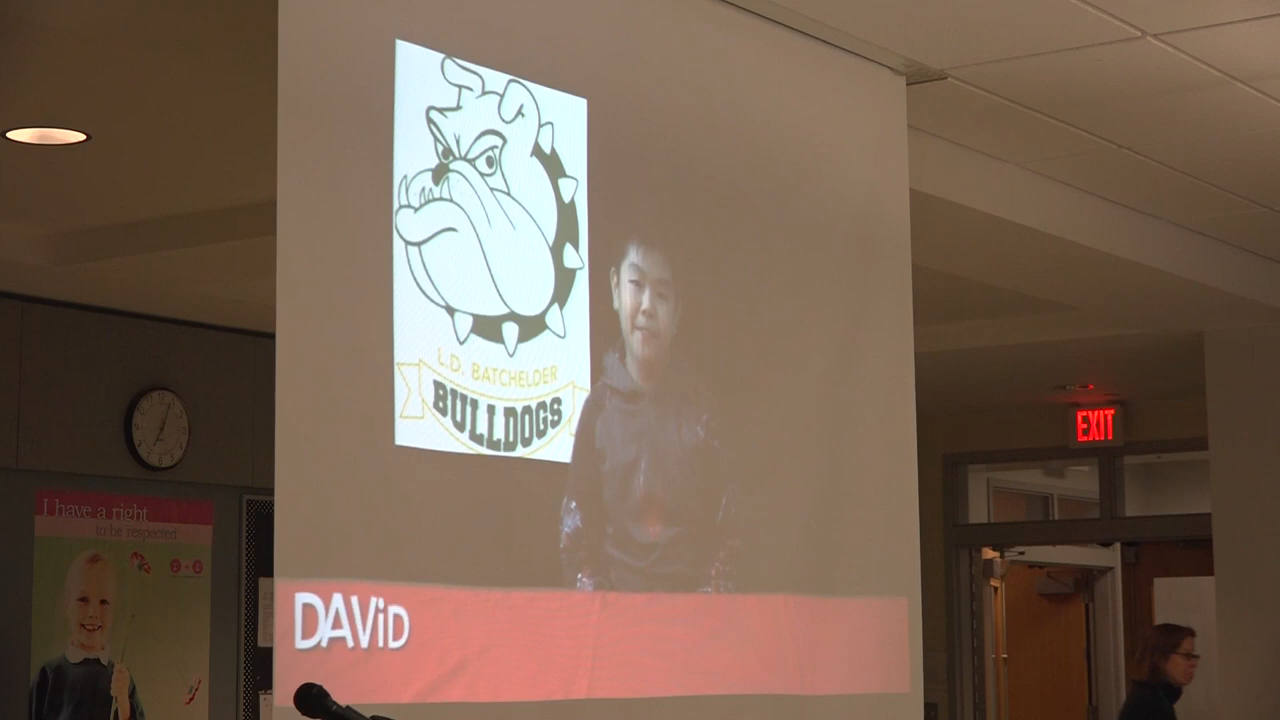 L.D. BATCHELDER
BULLDOGS
DAViD
I have a right
to be respected
EXIT